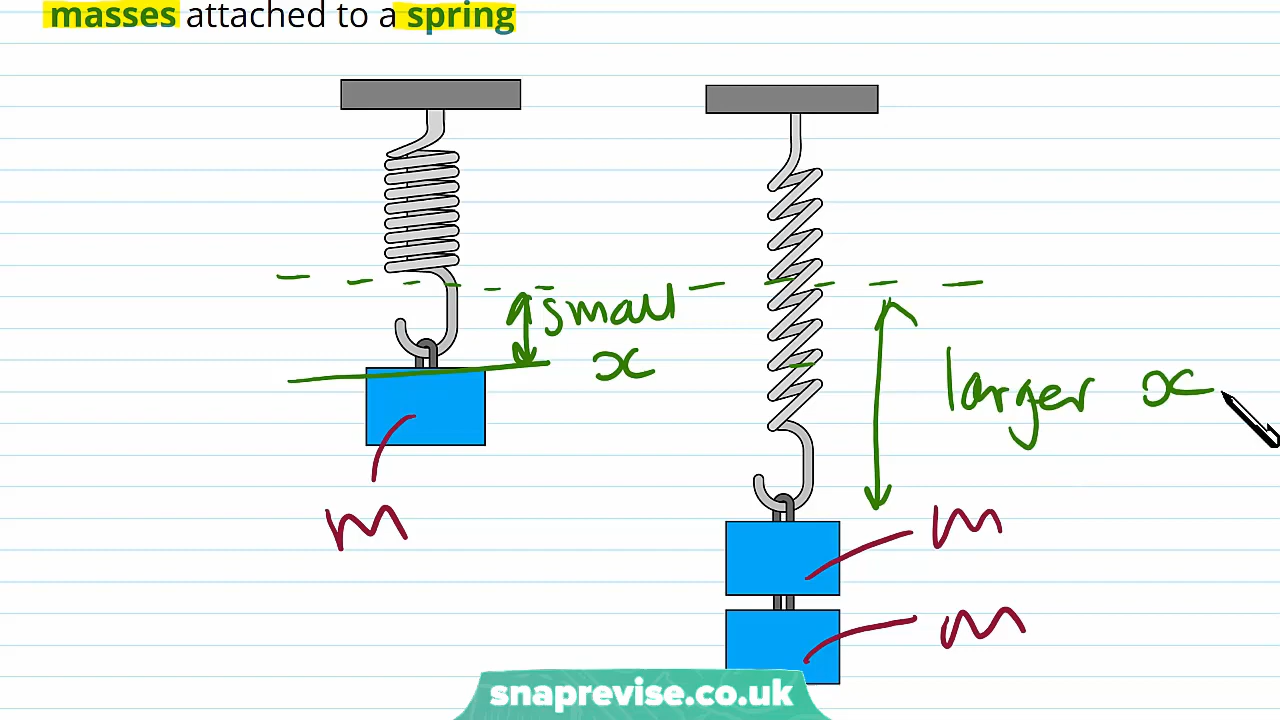 masses attached to a spring
small
x
larger x
m
m
m
snaprevise.co.uk